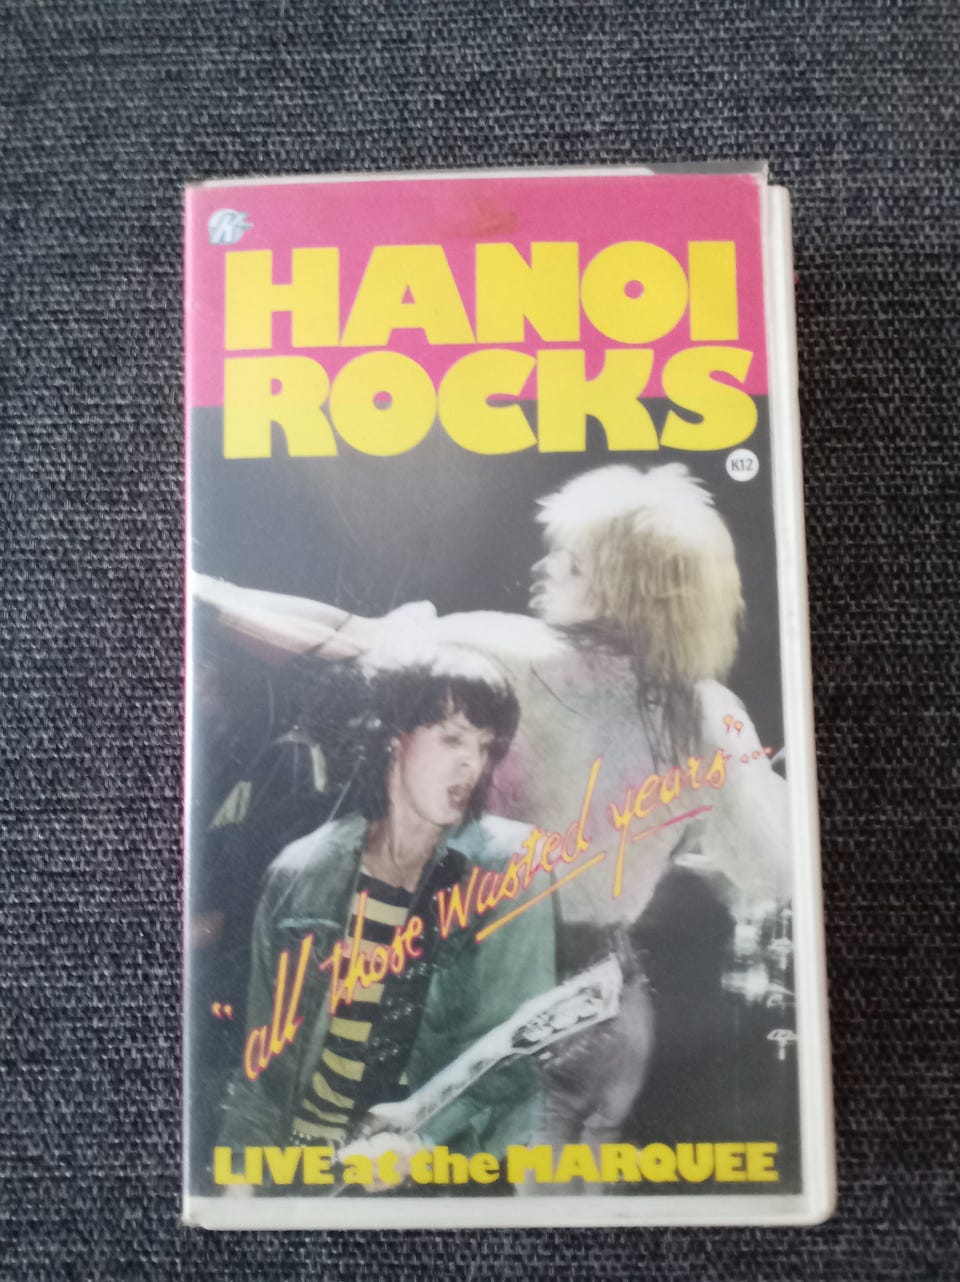 R
HANOI
ROCKS
K12
"all those wasted years"...
LIVE at the MARQUEE